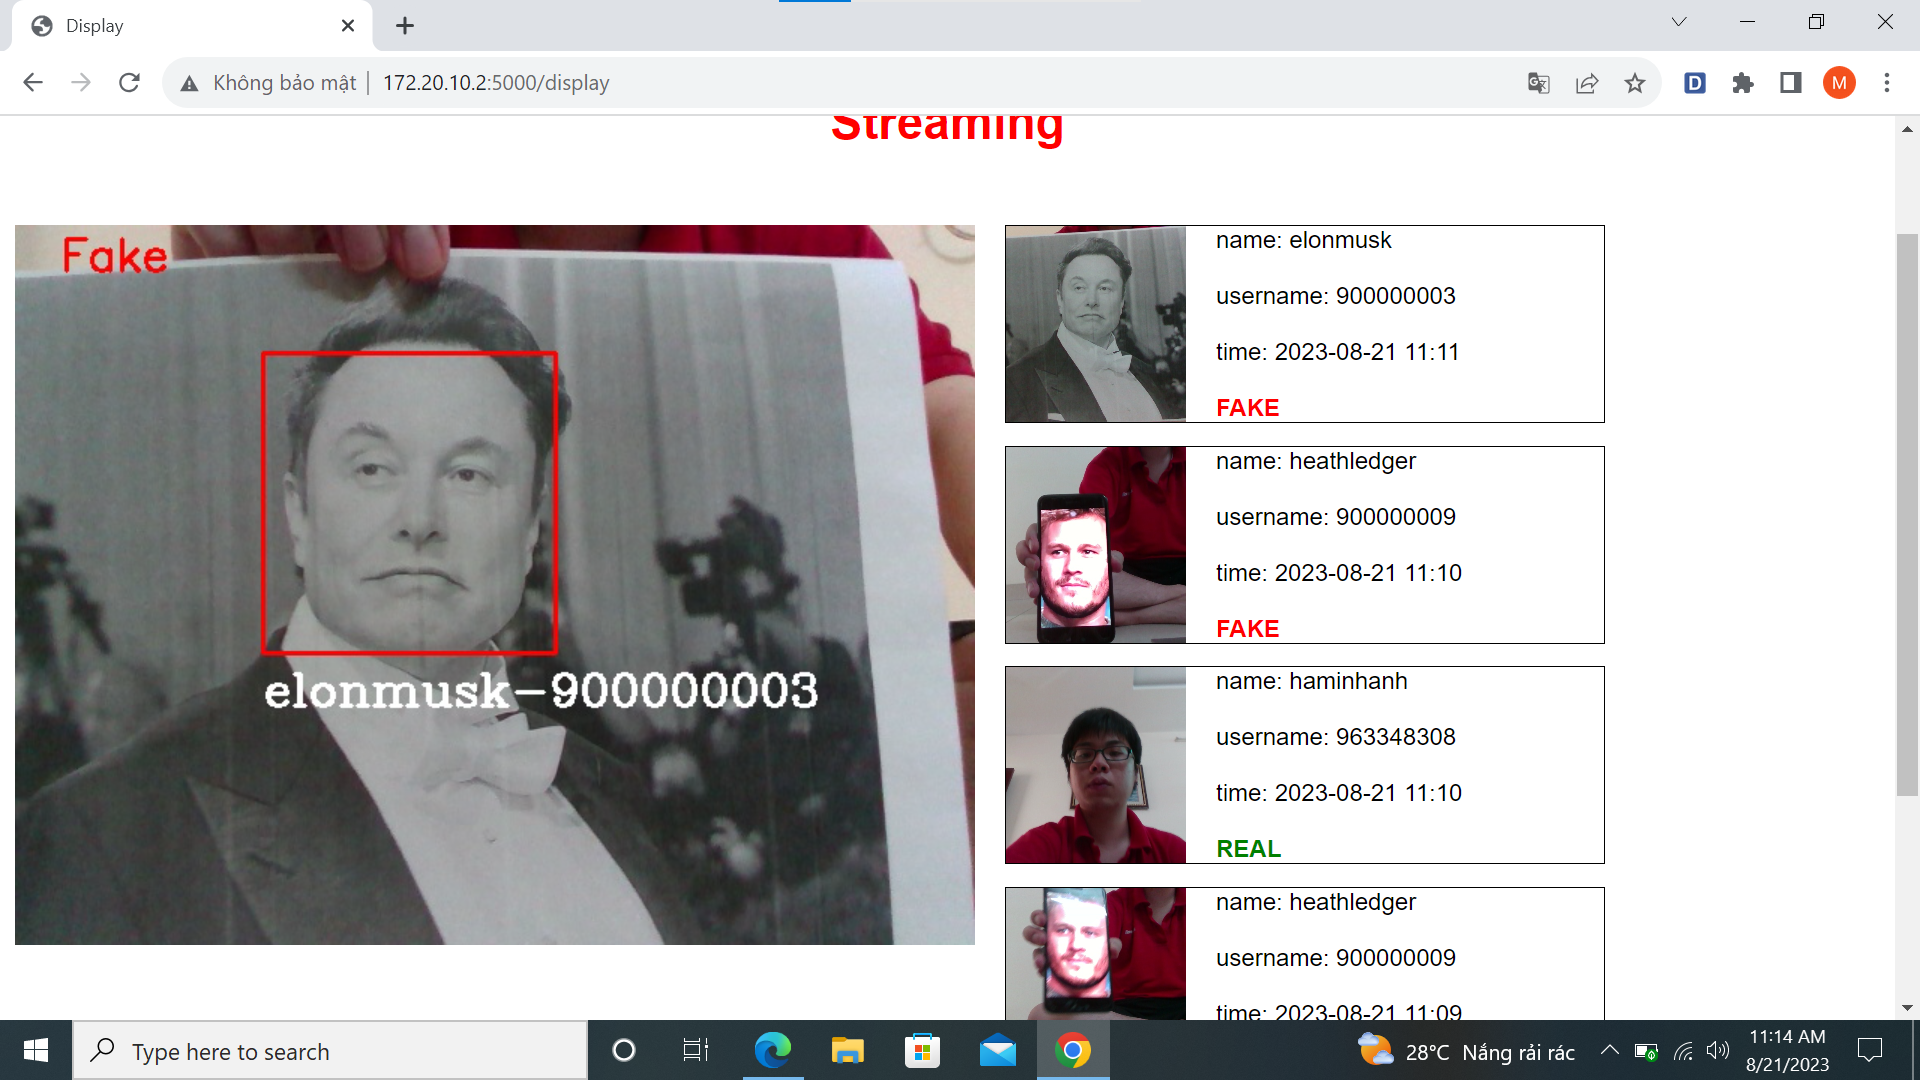 Display
Không bảo mật
172.20.10.2:5000/display
M
Streaming
Fake
elonmusk-900000003
name: elonmusk
username: 900000003
time: 2023-08-21 11:11
FAKE
name: heathledger
username: 900000009
time: 2023-08-21 11:10
FAKE
name: haminhanh
username: 963348308
time: 2023-08-21 11:10
REAL
name: heathledger
username: 900000009
time: 2023-08-21 11:09
Type here to search
28°C Nắng rải rác
11:14 AM
8/21/2023